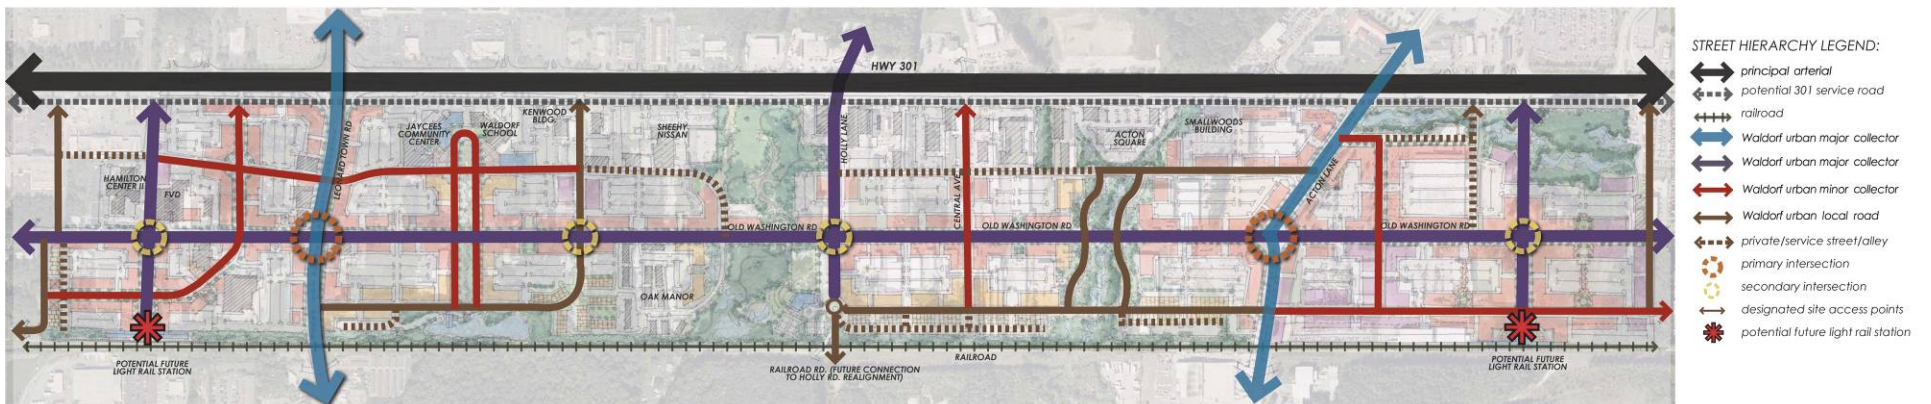 HWY 301
LEONARD TOWN RD
JAYCEES
COMMUNITY
CENTER
WALDORF
SCHOOL
KENWOOD
BLDG.
SHEEHY
NISSAN
HOLLY LANE
CENTRAL AVE
ACTON
SQUARE
SMALLWOODS
BUILDING
ACTON LANE
HAMILTON
CENTER II
FVD
OLD WASHINGTON RD
OLD WASHINGTON RD
OLD WASHINGTON RD
OAK MANOR
POTENTIAL FUTURE
LIGHT RAIL STATION
RAILROAD RD. (FUTURE CONNECTION
TO HOLLY RD. REALIGNMENT)
RAILROAD
POTENTIAL FUTURE
LIGHT RAIL STATION
STREET HIERARCHY LEGEND:
principal arterial
potential 301 service road
railroad
Waldorf urban major collector
Waldorf urban major collector
Waldorf urban minor collector
Waldorf urban local road
private/service street/alley
primary intersection
secondary intersection
designated site access points
potential future light rail station